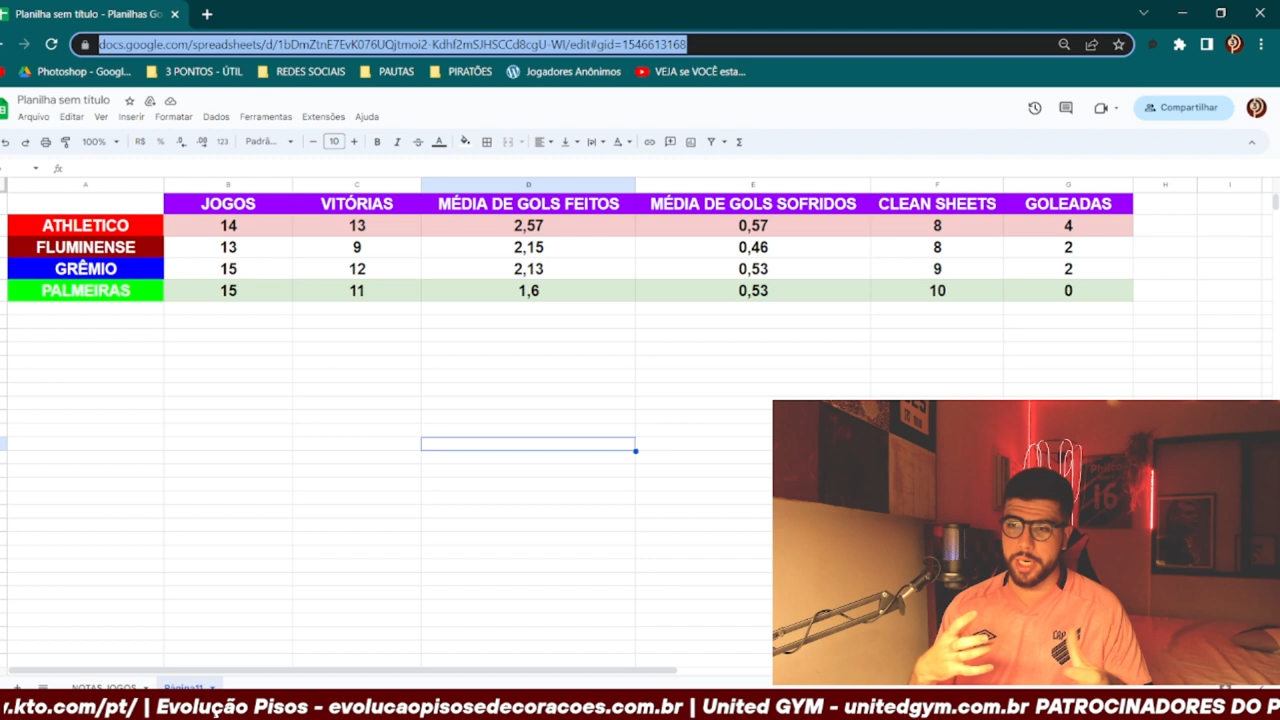 Planilha sem título - Planilhas Go
docs.google.com/spreadsheets/d/1bDmZtnE7EvK076UQjtmoi2-Kdhf2mSJHSCCd8cgU-WI/edit#gid=1546613168
Photoshop - Googl... 3 PONTOS - ÚTIL REDES SOCIAIS PAUTAS PIRATÕES Jogadores Anônimos VEJA se VOCÊ esta...
Planilha sem título
Arquivo Editar Ver Inserir Formatar Dados Ferramentas Extensões Ajuda
Compartilhar
100% R$ % .0 .00 123 Padrã... - 10 + B I S A Σ
fx
A B C D E F G H I
JOGOS VITÓRIAS MÉDIA DE GOLS FEITOS MÉDIA DE GOLS SOFRIDOS CLEAN SHEETS GOLEADAS
ATHLETICO 14 13 2,57 0,57 8 4
FLUMINENSE 13 9 2,15 0,46 8 2
GRÊMIO 15 12 2,13 0,53 9 2
PALMEIRAS 15 11 1,6 0,53 10 0
16
NOTAS JOGOS Página11
.kto.com/pt/ | Evolução Pisos - evolucaopisosedecoracoes.com.br | United GYM - unitedgym.com.br PATROCINADORES DO P